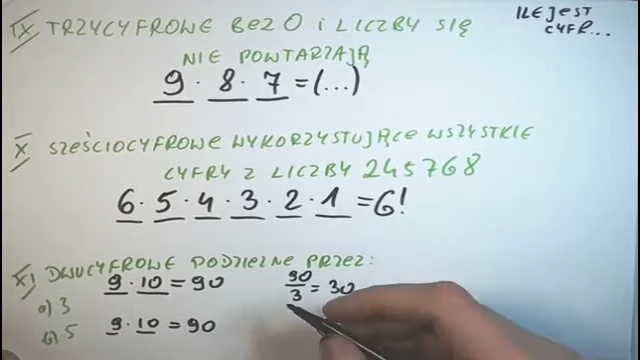 IX TRZYCYFROWE BEZ 0 I LICZBY SIĘ
NIE POWTARZAJĄ
ILE JEST
CYFR...
9 · 8 · 7 = (...)
X SZEŚCIOCYFROWE WYKORZYSTUJĄCE WSZYSTKIE
CYFRY Z LICZBY 245768
6 · 5 · 4 · 3 · 2 · 1 = 6!
XI DWUCYFROWE PODZIELNE PRZEZ:
a) 3
9 · 10 = 90
90/3 = 30
b) 5
9 · 10 = 90